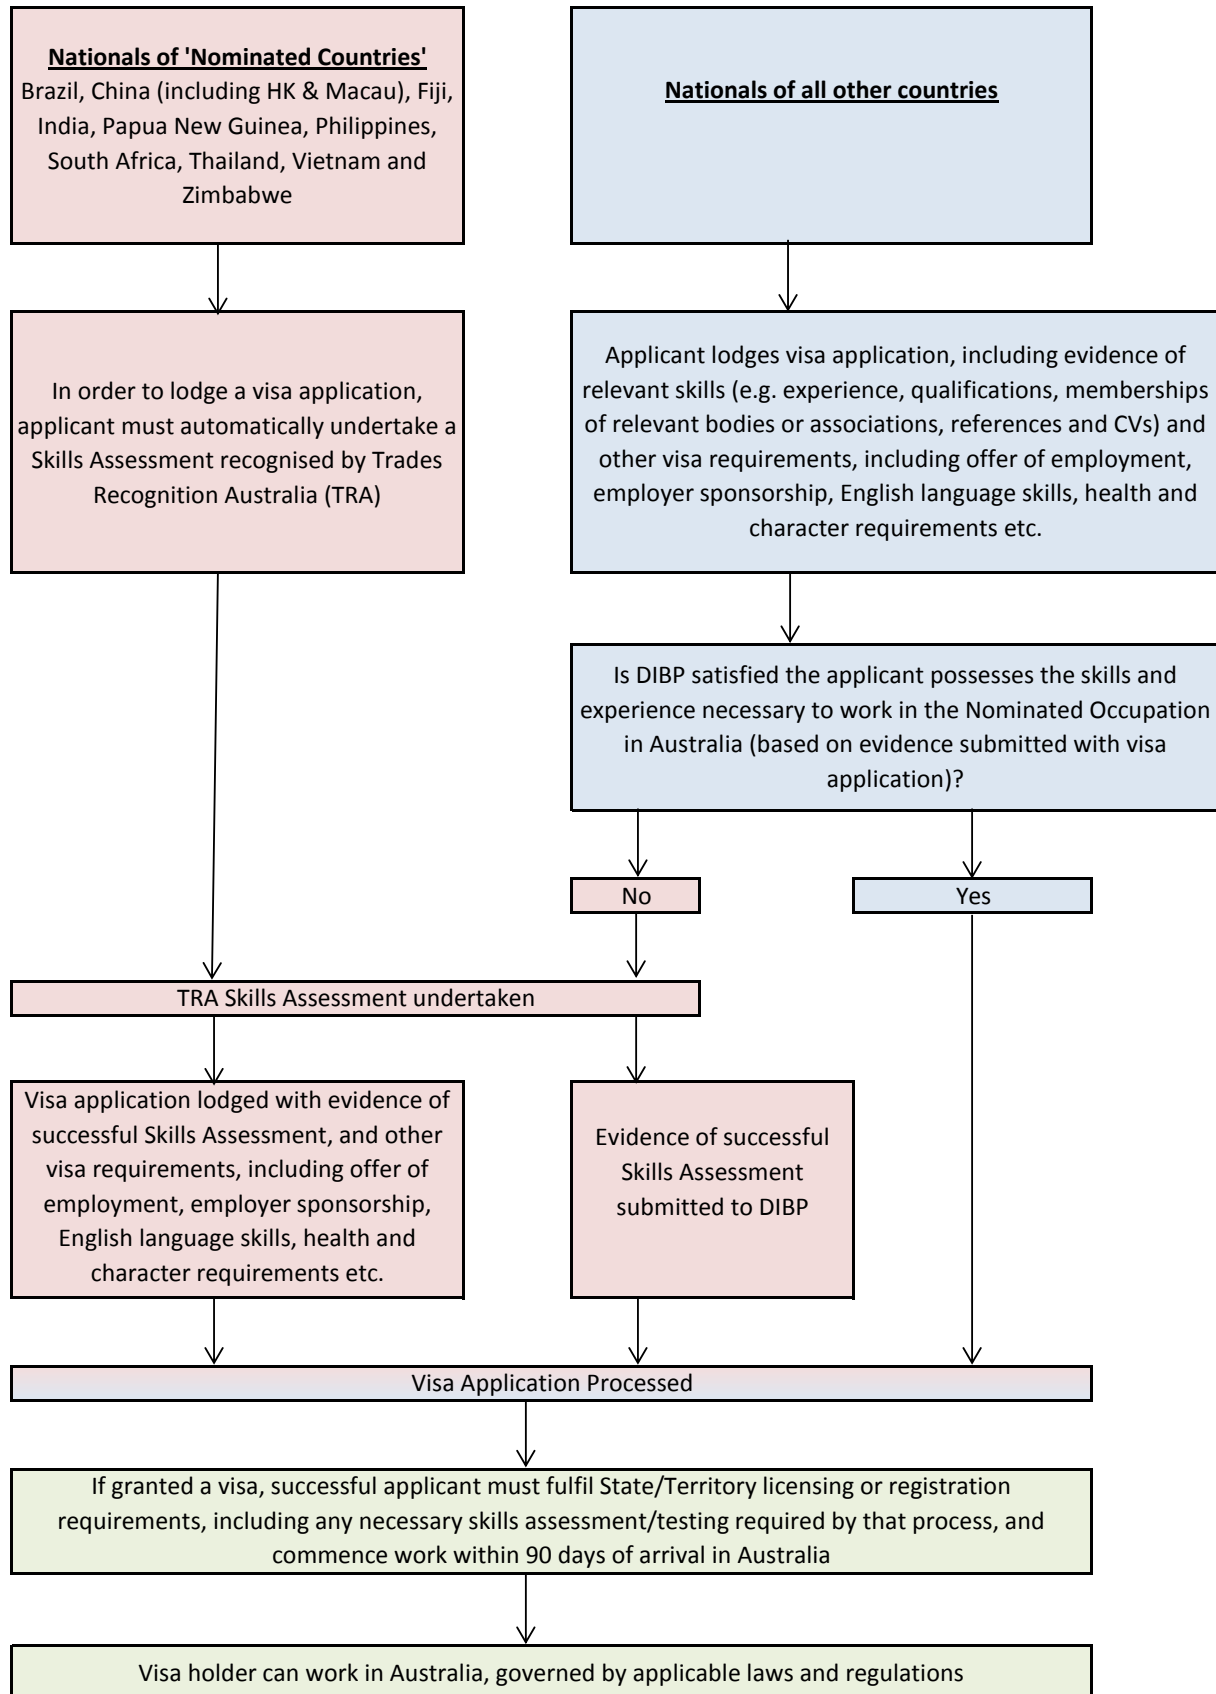 Nationals of 'Nominated Countries'
Brazil, China (including HK & Macau), Fiji,
India, Papua New Guinea, Philippines,
South Africa, Thailand, Vietnam and
Zimbabwe
Nationals of all other countries
In order to lodge a visa application,
applicant must automatically undertake a
Skills Assessment recognised by Trades
Recognition Australia (TRA)
Applicant lodges visa application, including evidence of
relevant skills (e.g. experience, qualifications, memberships
of relevant bodies or associations, references and CVs) and
other visa requirements, including offer of employment,
employer sponsorship, English language skills, health and
character requirements etc.
Is DIBP satisfied the applicant possesses the skills and
experience necessary to work in the Nominated Occupation
in Australia (based on evidence submitted with visa
application)?
No
Yes
TRA Skills Assessment undertaken
Visa application lodged with evidence of
successful Skills Assessment, and other
visa requirements, including offer of
employment, employer sponsorship,
English language skills, health and
character requirements etc.
Evidence of successful
Skills Assessment
submitted to DIBP
Visa Application Processed
If granted a visa, successful applicant must fulfil State/Territory licensing or registration
requirements, including any necessary skills assessment/testing required by that process, and
commence work within 90 days of arrival in Australia
Visa holder can work in Australia, governed by applicable laws and regulations